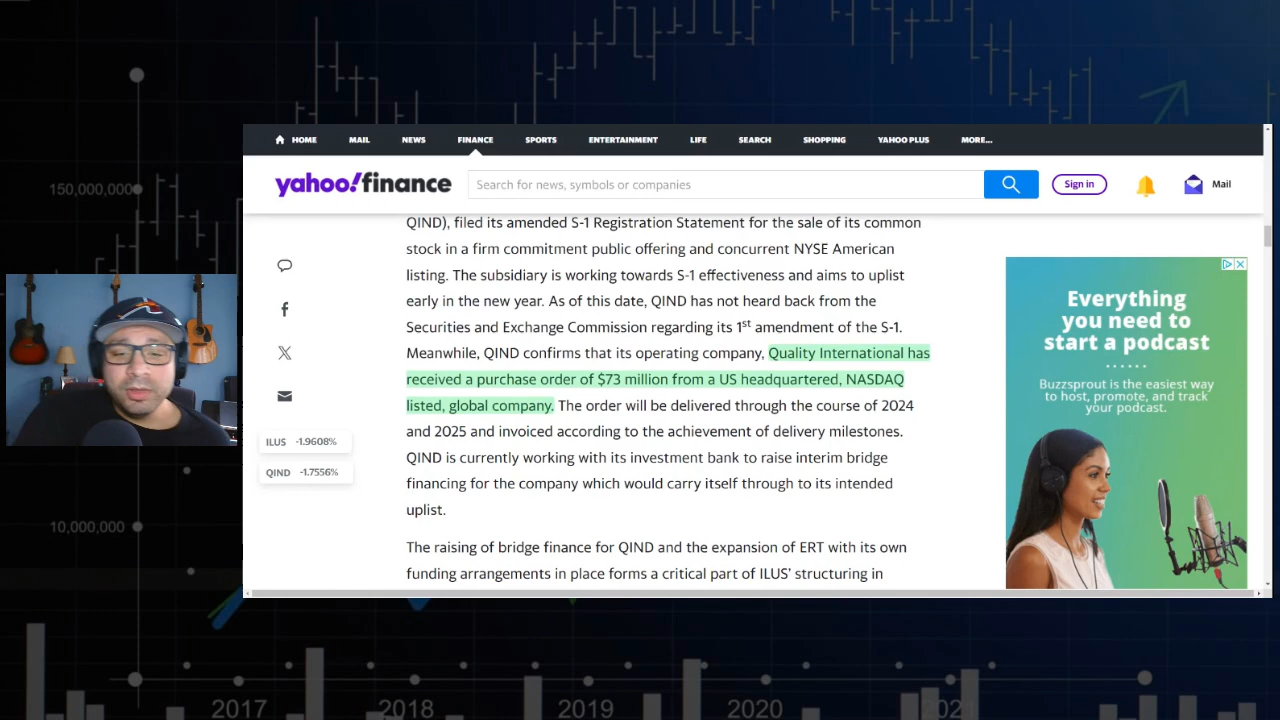 HOME MAIL NEWS FINANCE SPORTS ENTERTAINMENT LIFE SEARCH SHOPPING YAHOO PLUS MORE...
yahoo!finance
Search for news, symbols or companies
Sign in
Mail
150,000,000
10,000,000
ILUS -1.9608%
QIND -1.7556%
QIND), filed its amended S-1 Registration Statement for the sale of its common
stock in a firm commitment public offering and concurrent NYSE American
listing. The subsidiary is working towards S-1 effectiveness and aims to uplist
early in the new year. As of this date, QIND has not heard back from the
Securities and Exchange Commission regarding its 1st amendment of the S-1.
Meanwhile, QIND confirms that its operating company, Quality International has
received a purchase order of $73 million from a US headquartered, NASDAQ
listed, global company. The order will be delivered through the course of 2024
and 2025 and invoiced according to the achievement of delivery milestones.
QIND is currently working with its investment bank to raise interim bridge
financing for the company which would carry itself through to its intended
uplist.
The raising of bridge finance for QIND and the expansion of ERT with its own
funding arrangements in place forms a critical part of ILUS' structuring in
Everything
you need to
start a podcast
Buzzsprout is the easiest way
to host, promote, and track
your podcast.
2017 2018 2019 2020 2021